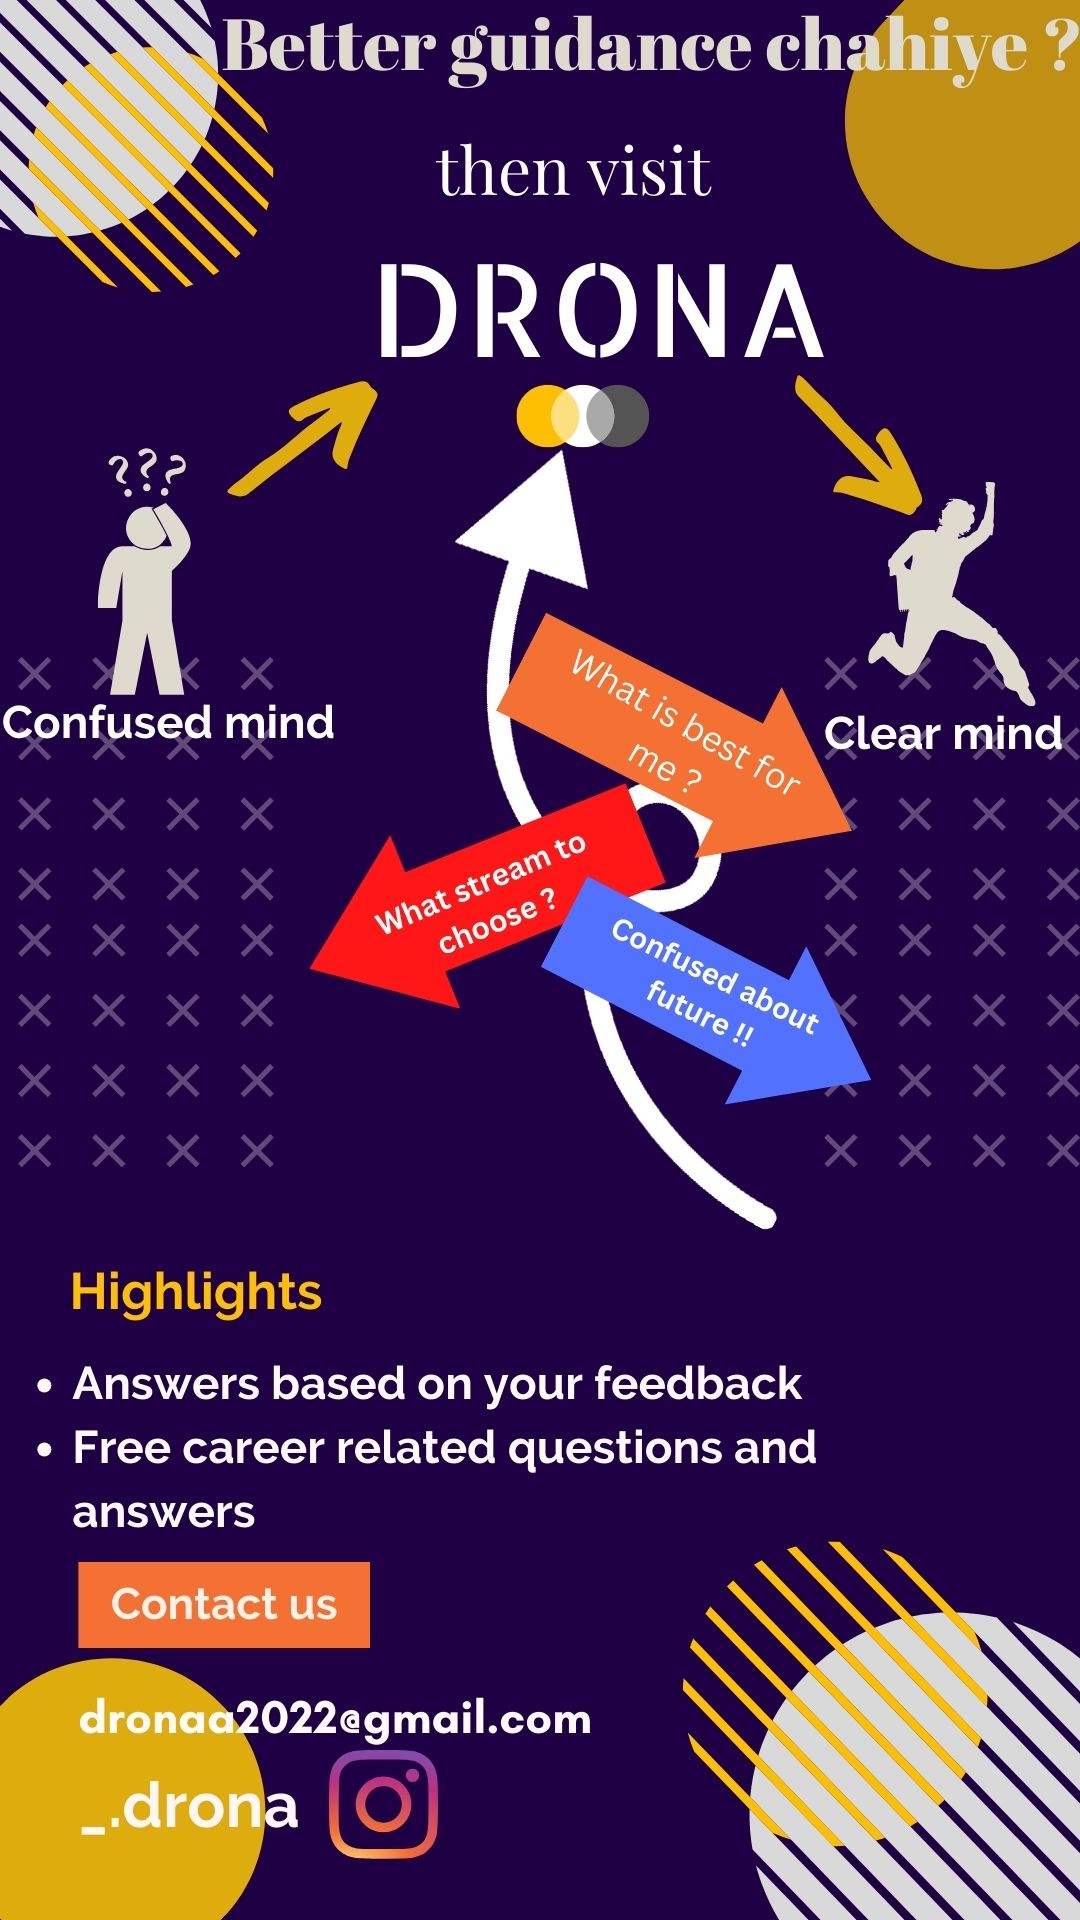 Better guidance chahiye ?
then visit
DRONA
???
Confused mind
Clear mind
What is best for
me ?
What stream to
choose ?
Confused about
future !!
Highlights
• Answers based on your feedback
• Free career related questions and
answers
Contact us
dronaa2022@gmail.com
_.drona